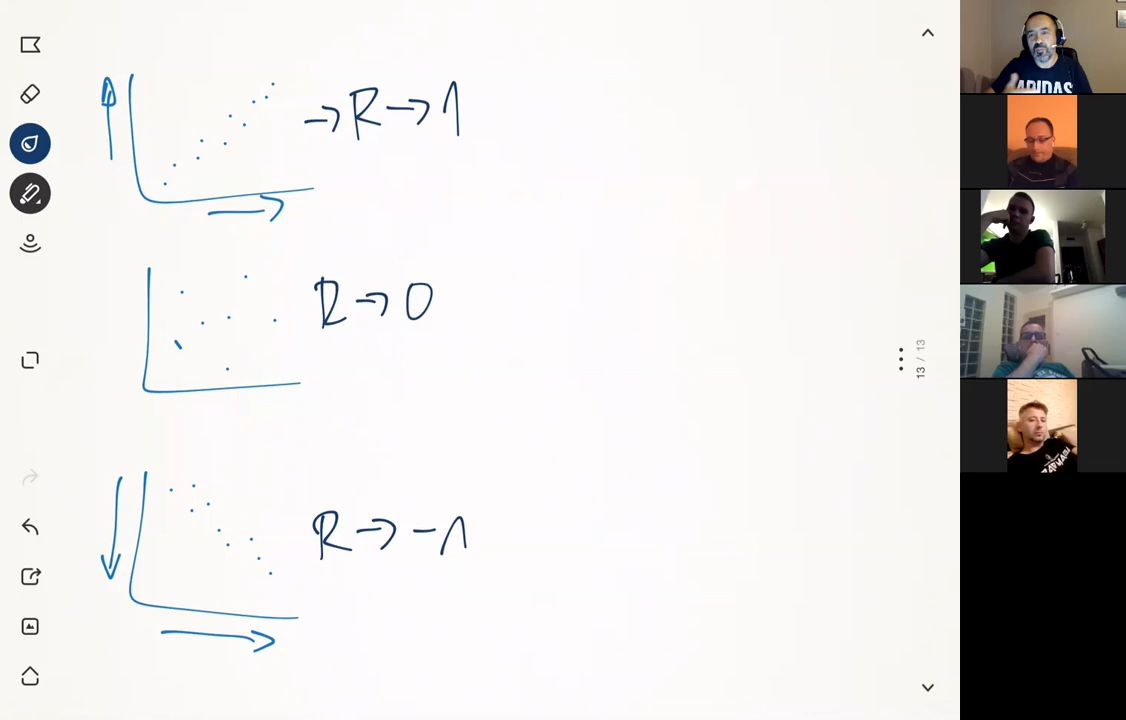 → R → 1
R → 0
R → -1
13 / 13